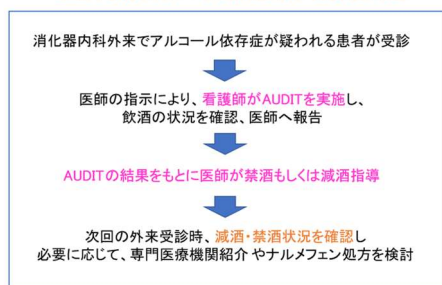 消化器内科外来でアルコール依存症が疑われる患者が受診
医師の指示により、看護師がAUDITを実施し、
飲酒の状況を確認、医師へ報告
AUDITの結果をもとに医師が禁酒もしくは減酒指導
次回の外来受診時、減酒・禁酒状況を確認し
必要に応じて、専門医療機関紹介やナルメフェン処方を検討